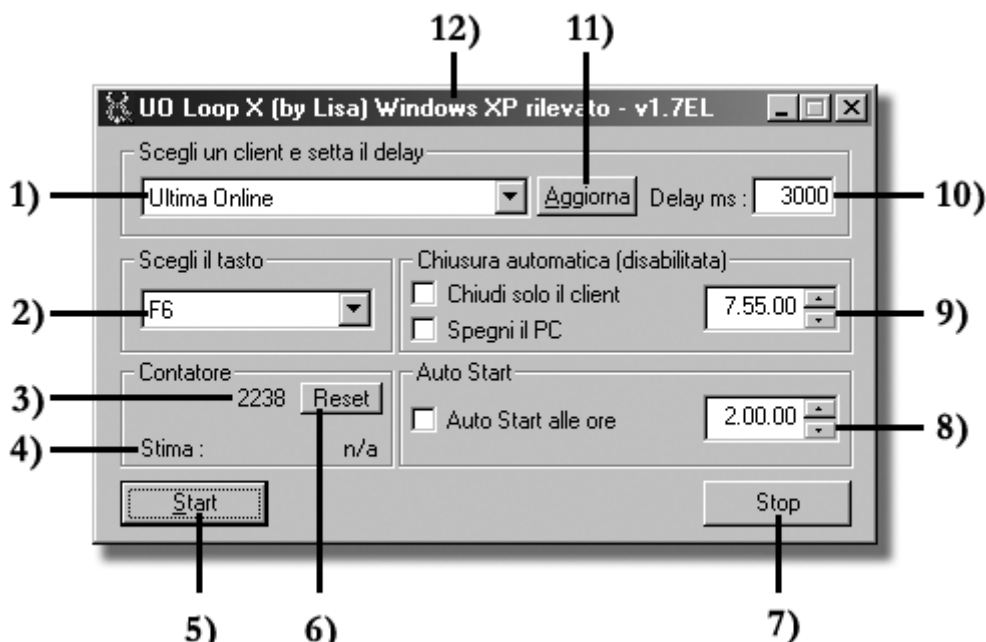 12) 11)
UO Loop X (by Lisa) Windows XP rilevato - v1.7EL
Scegli un client e setta il delay
1) Ultima Online Aggiorna Delay ms : 3000 10)
Scegli il tasto Chiusura automatica (disabilitata)
2) F6 Chiudi solo il client 7.55.00 9)
Spegni il PC
Contatore Auto Start
3) 2238 Reset Auto Start alle ore 2.00.00 8)
4) Stima : n/a
Start Stop
5) 6) 7)